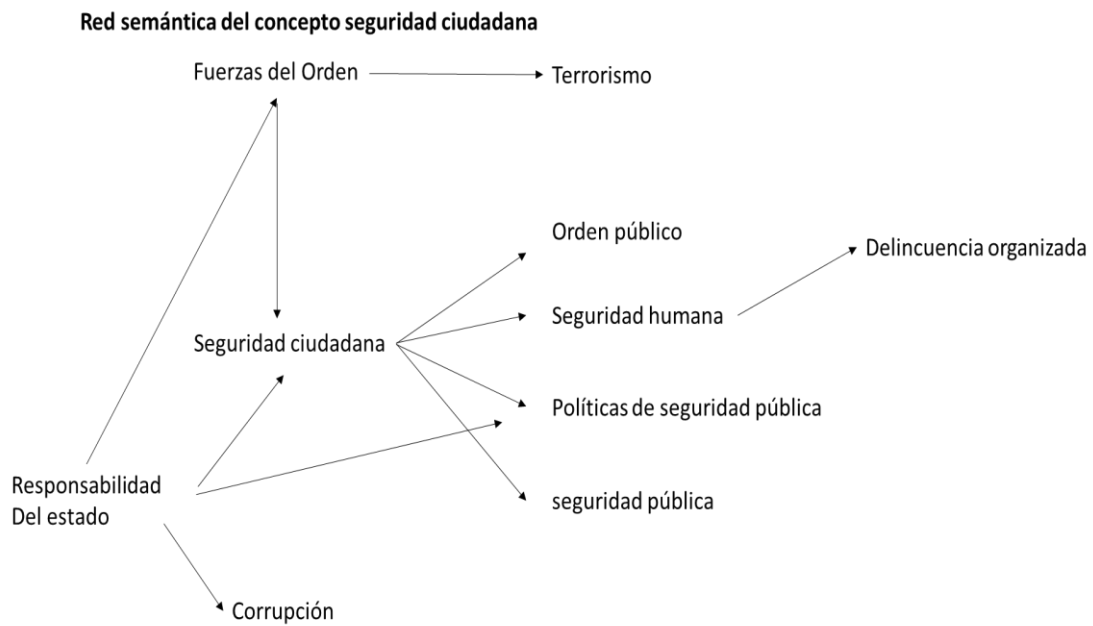 Red semántica del concepto seguridad ciudadana
Fuerzas del Orden
Terrorismo
Orden público
Delincuencia organizada
Seguridad humana
Seguridad ciudadana
Políticas de seguridad pública
Responsabilidad
Del estado
seguridad pública
Corrupción